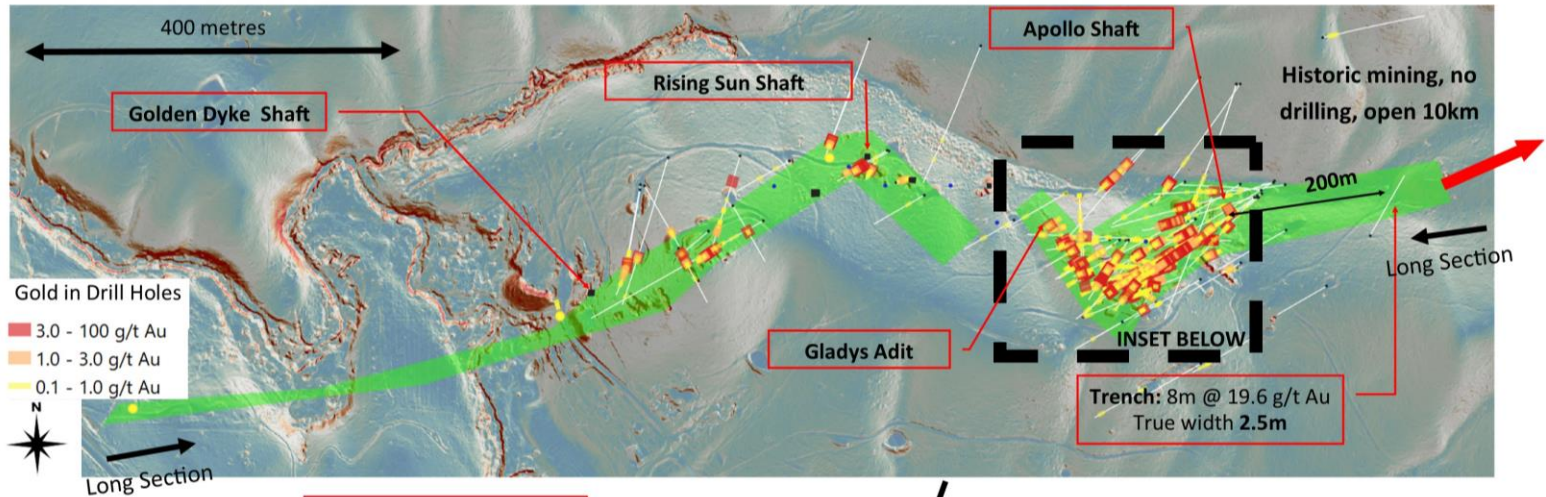 400 metres
Apollo Shaft
Rising Sun Shaft
Historic mining, no
drilling, open 10km
Golden Dyke Shaft
200m
Long Section
Gold in Drill Holes
3.0 - 100 g/t Au
1.0 - 3.0 g/t Au
0.1 - 1.0 g/t Au
Gladys Adit
INSET BELOW
Trench: 8m @ 19.6 g/t Au
True width 2.5m
N
Long Section